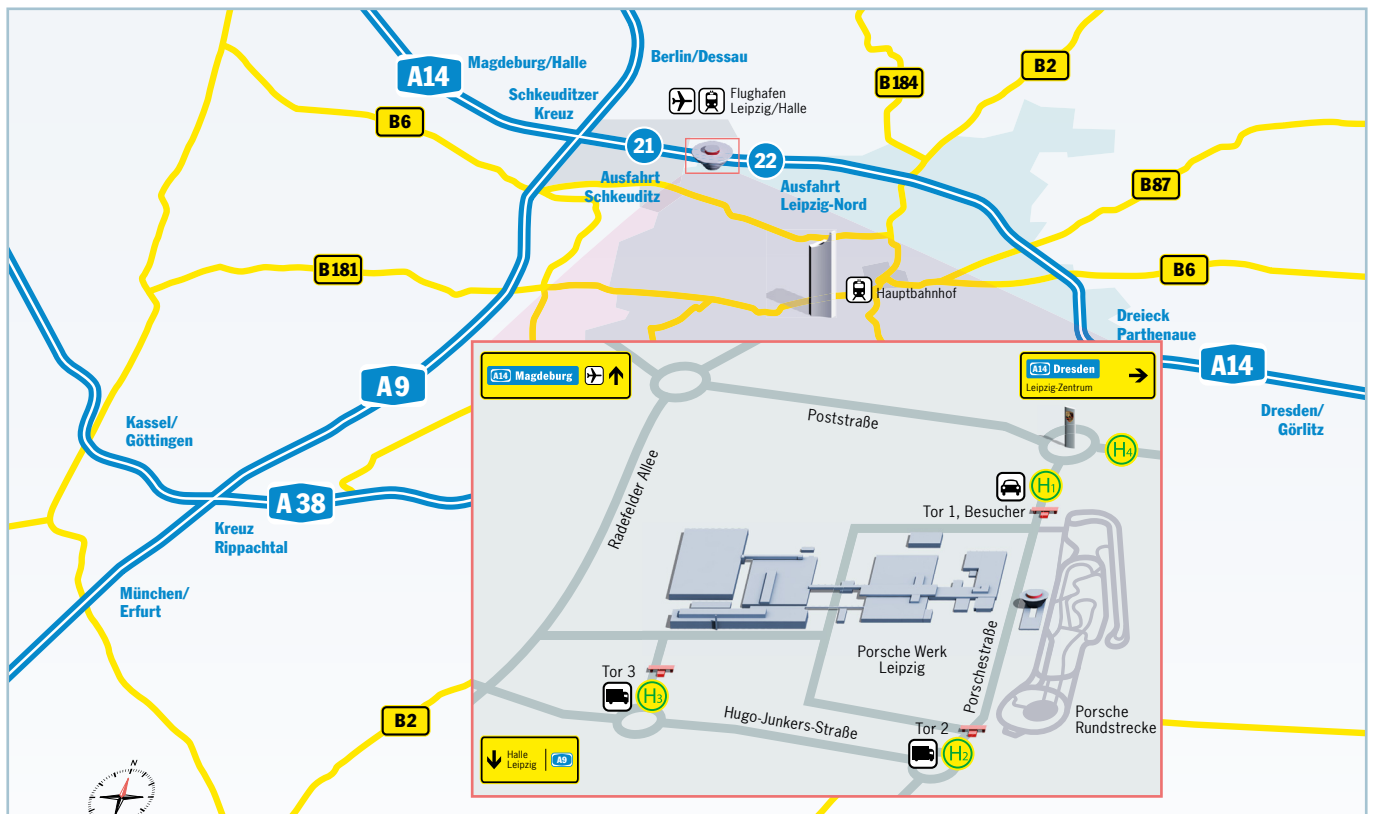 A14
Magdeburg/Halle
Berlin/Dessau
Schkeuditzer
Kreuz
Flughafen
Leipzig/Halle
B184
B2
B6
21
22
Ausfahrt
Schkeuditz
Ausfahrt
Leipzig-Nord
B87
B181
Hauptbahnhof
B6
Dreieck
Parthenaue
A14
Dresden/
Görlitz
A9
Kassel/
Göttingen
A38
Kreuz
Rippachtal
München/
Erfurt
B2
N
A14 Magdeburg
A14 Dresden
Leipzig-Zentrum
Poststraße
Radefelder Allee
H4
H1
Tor 1, Besucher
Porsche Werk
Leipzig
Porschestraße
Tor 3
H3
Hugo-Junkers-Straße
Tor 2
H2
Porsche
Rundstrecke
Halle
Leipzig
A9